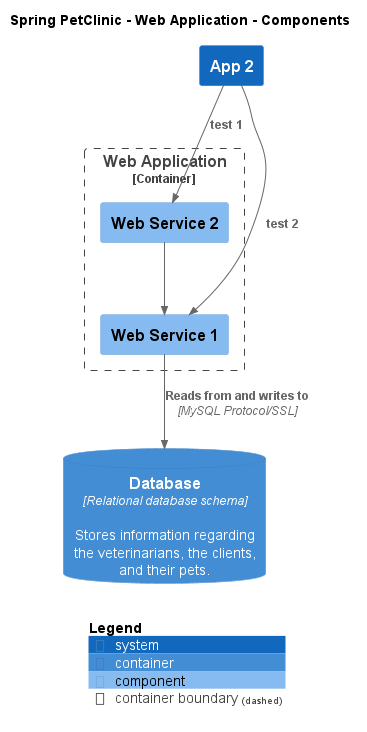 Spring PetClinic - Web Application - Components
App 2
test 1
Web Application
[Container]
Web Service 2
test 2
Web Service 1
Reads from and writes to
[MySQL Protocol/SSL]
Database
[Relational database schema]
Stores information regarding
the veterinarians, the clients,
and their pets.
Legend
system
container
component
container boundary (dashed)